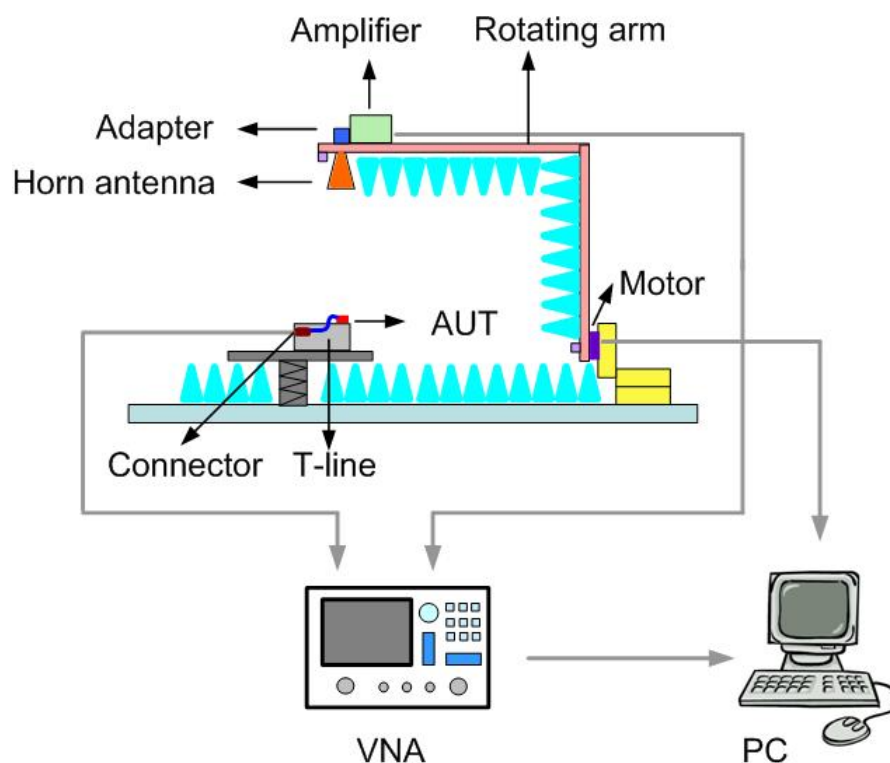 Amplifier
Rotating arm
Adapter
Horn antenna
Motor
AUT
Connector
T-line
VNA
PC